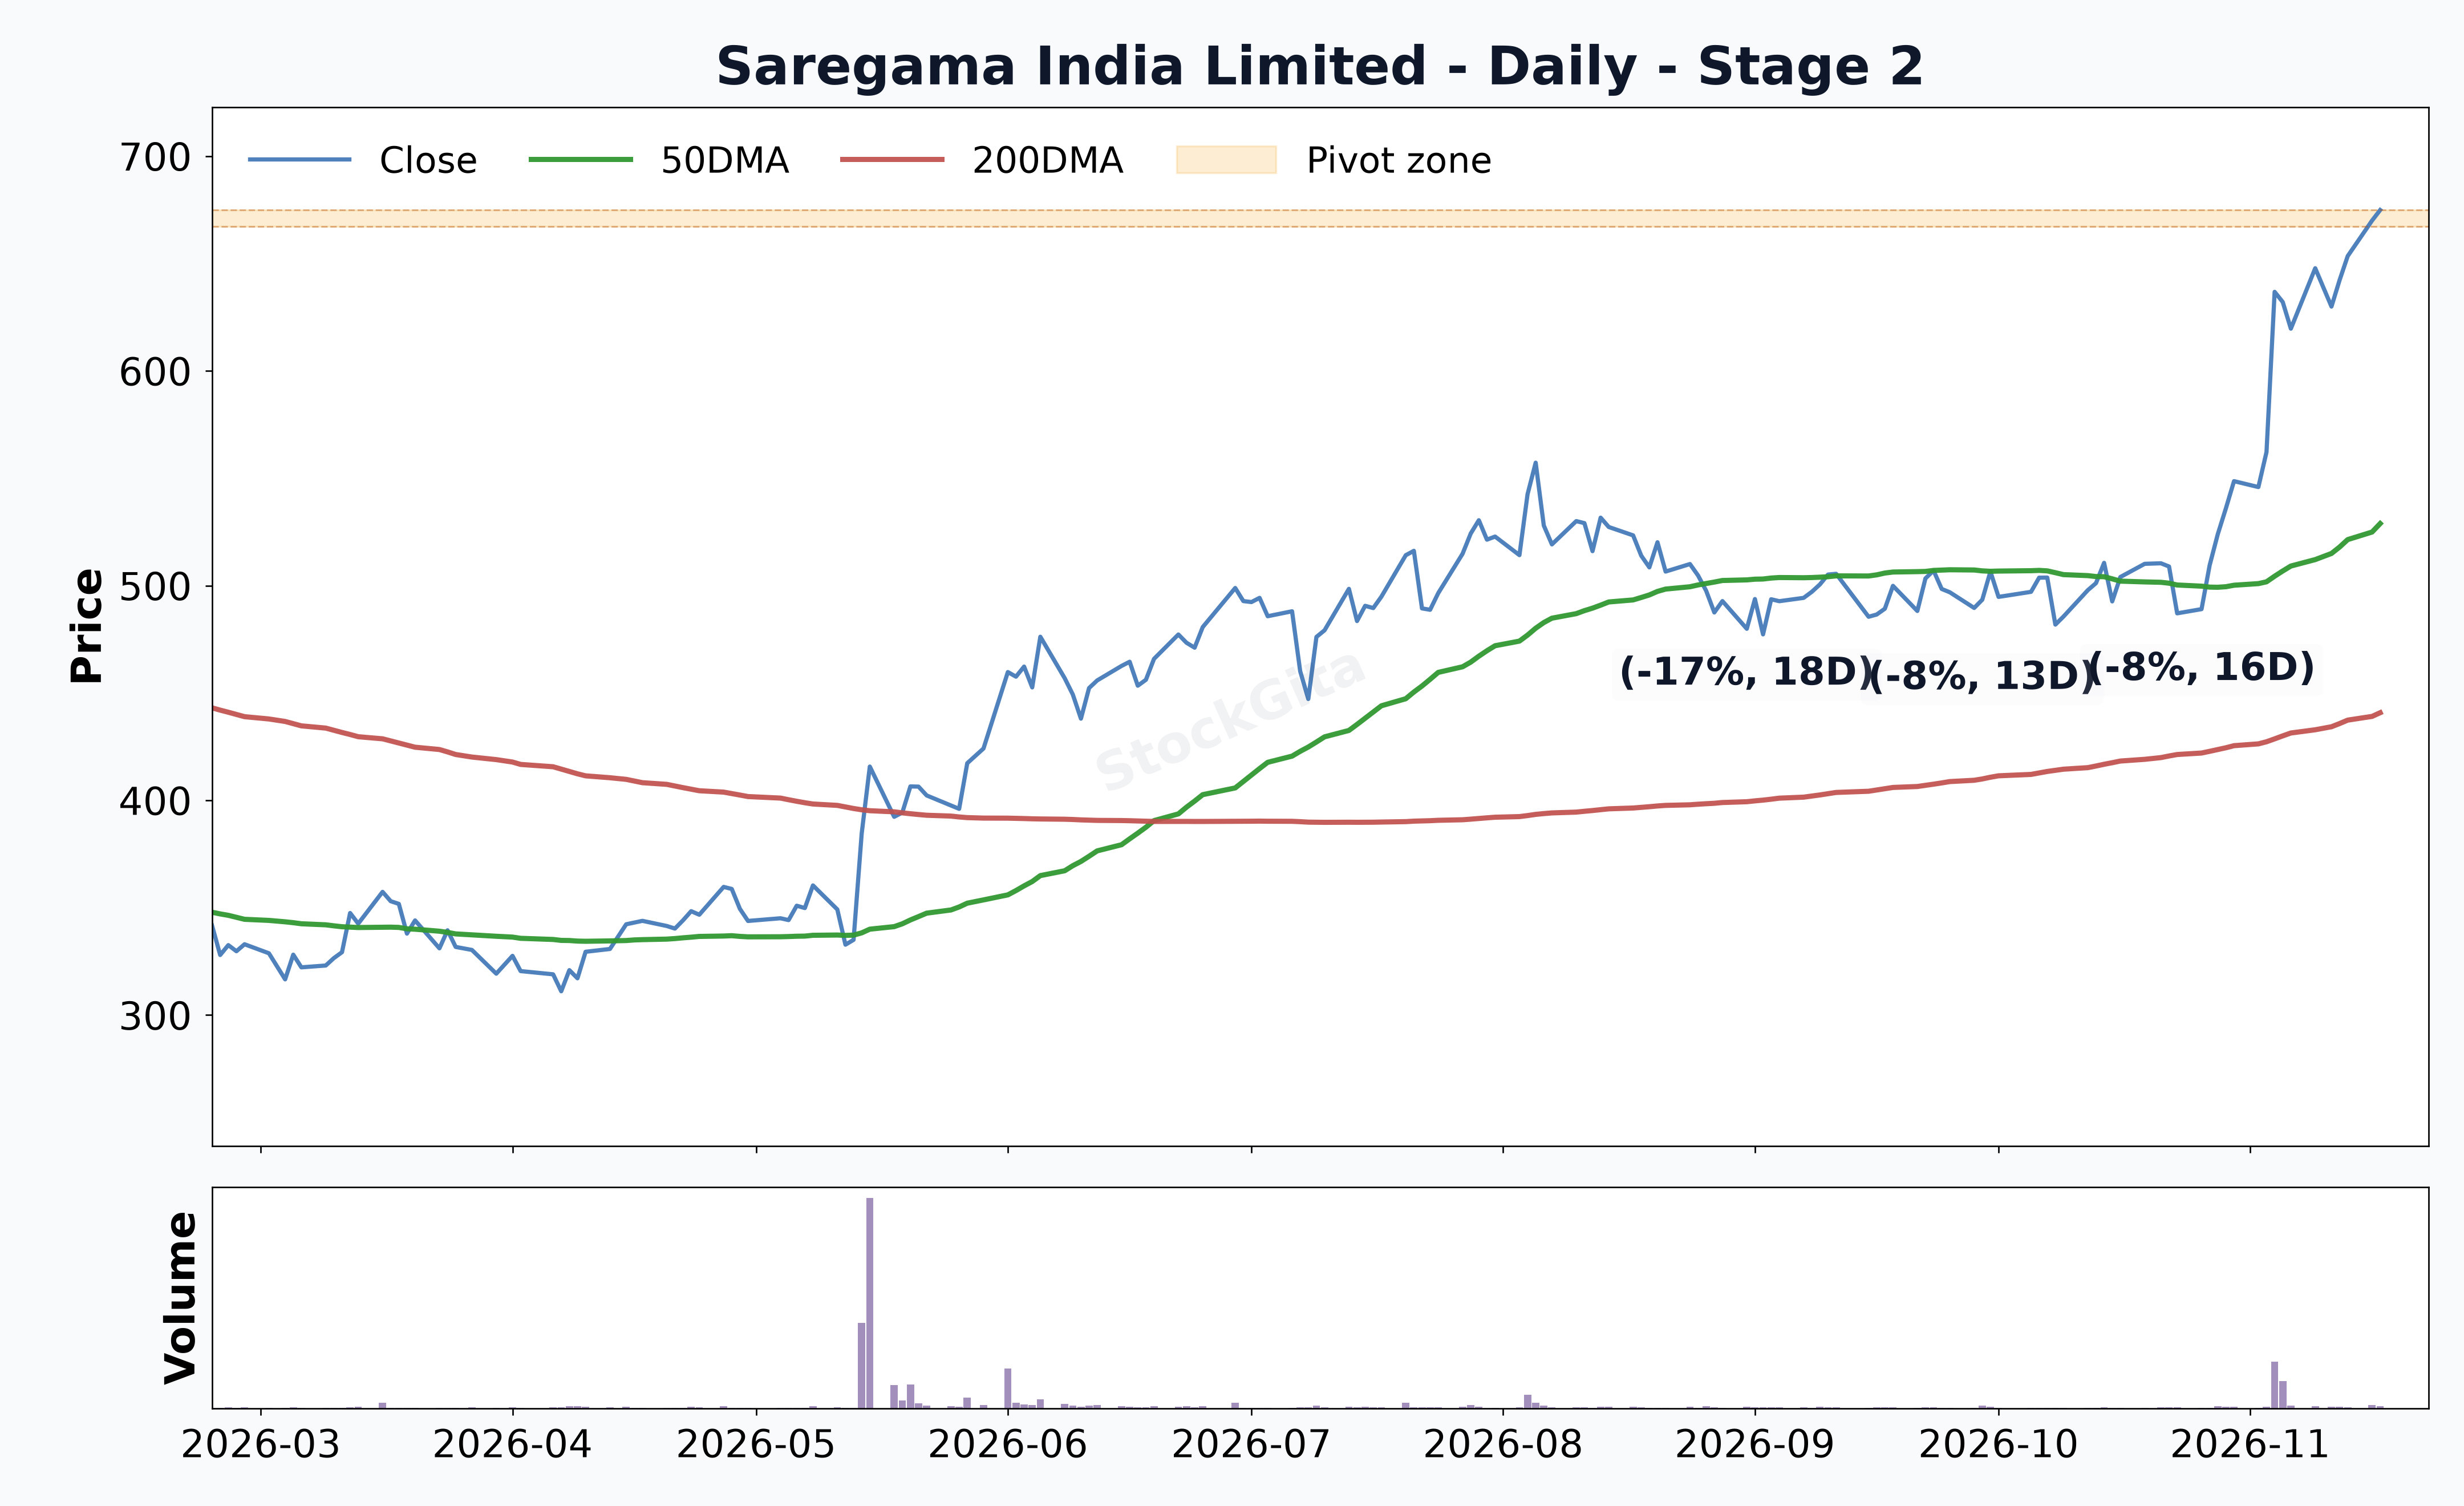 Saregama India Limited - Daily - Stage 2
Close 50DMA 200DMA Pivot zone
700
600
500
400
300
Price
StockGita
(-17%, 18D)
(-8%, 13D)
(-8%, 16D)
Volume
2026-03 2026-04 2026-05 2026-06 2026-07 2026-08 2026-09 2026-10 2026-11